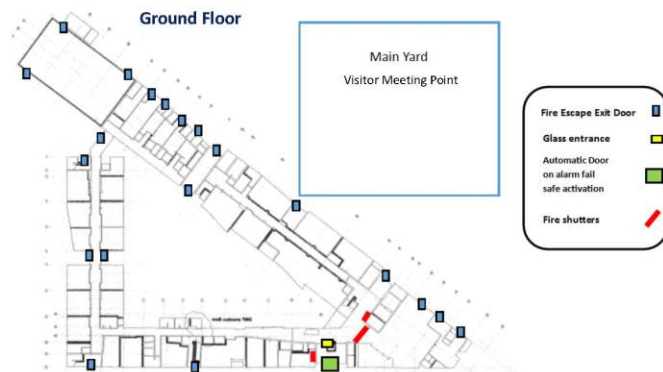 Ground Floor
Main Yard
Visitor Meeting Point
Fire Escape Exit Door
Glass entrance
Automatic Door
on alarm fail
safe activation
Fire shutters